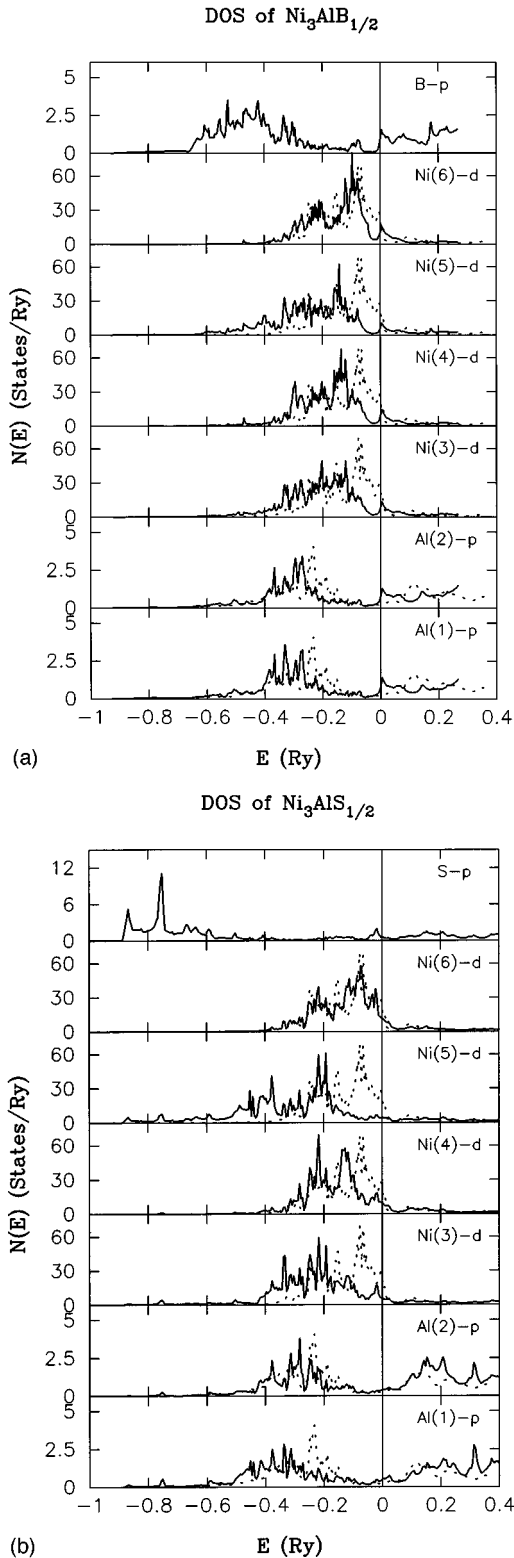 DOS of Ni₃AlB₁/₂
N(E) (States/Ry)
5
2.5
0
B−p
60
30
0
Ni(6)−d
60
30
0
Ni(5)−d
60
30
0
Ni(4)−d
60
30
0
Ni(3)−d
5
2.5
0
Al(2)−p
5
2.5
0
Al(1)−p
−1 −0.8 −0.6 −0.4 −0.2 0 0.2 0.4
(a) E (Ry)
DOS of Ni₃AlS₁/₂
N(E) (States/Ry)
12
6
0
S−p
60
30
0
Ni(6)−d
60
30
0
Ni(5)−d
60
30
0
Ni(4)−d
60
30
0
Ni(3)−d
5
2.5
0
Al(2)−p
5
2.5
0
Al(1)−p
−1 −0.8 −0.6 −0.4 −0.2 0 0.2 0.4
(b) E (Ry)